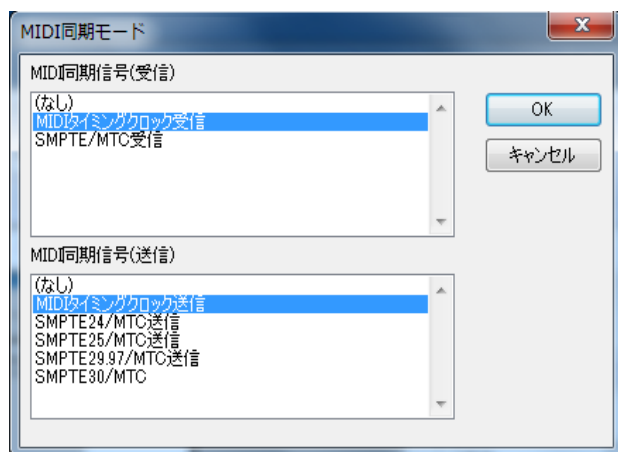 MIDI同期モード
MIDI同期信号(受信)
(なし)
MIDIタイミングクロック受信
SMPTE/MTC受信
OK
キャンセル
MIDI同期信号(送信)
(なし)
MIDIタイミングクロック送信
SMPTE24/MTC送信
SMPTE25/MTC送信
SMPTE29.97/MTC送信
SMPTE30/MTC